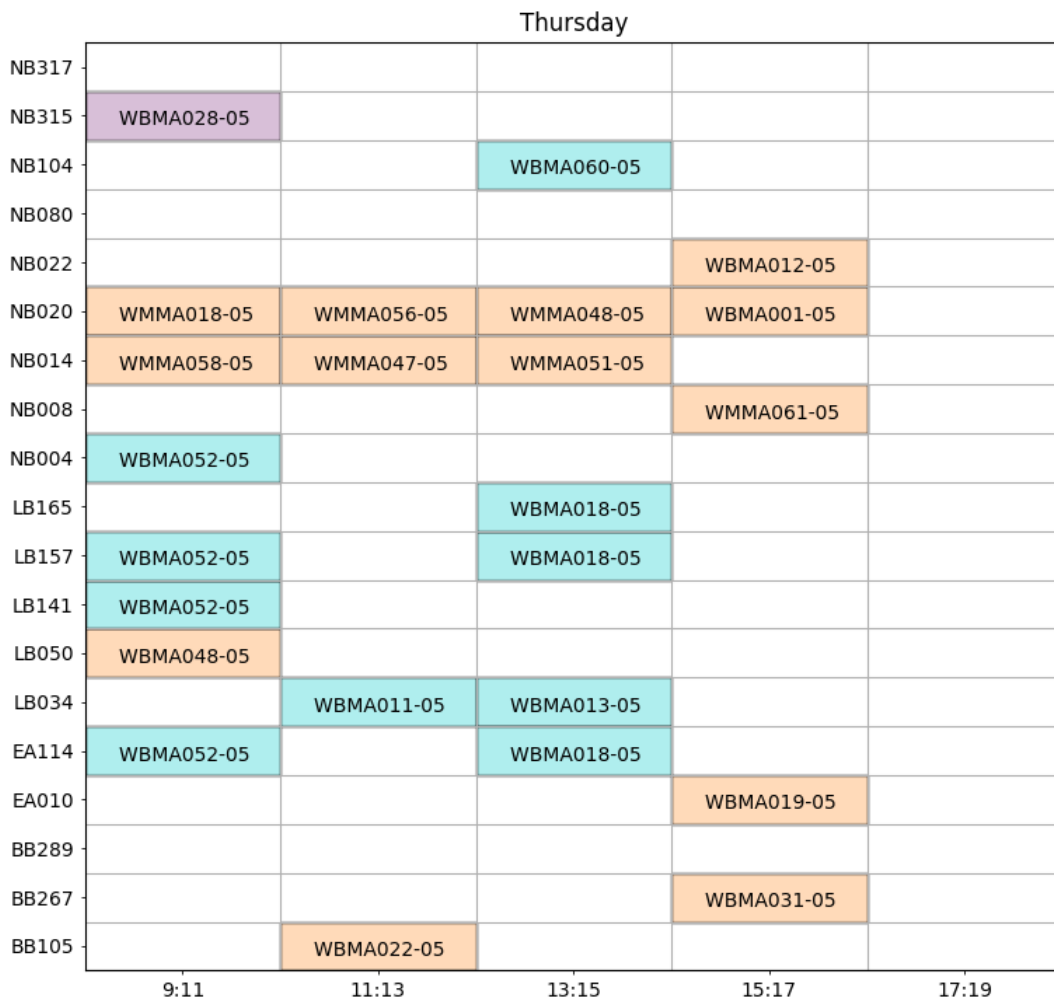 Thursday
NB317
NB315 WBMA028-05
NB104 WBMA060-05
NB080
NB022 WBMA012-05
NB020 WMMA018-05 WMMA056-05 WMMA048-05 WBMA001-05
NB014 WMMA058-05 WMMA047-05 WMMA051-05
NB008 WMMA061-05
NB004 WBMA052-05
LB165 WBMA018-05
LB157 WBMA052-05 WBMA018-05
LB141 WBMA052-05
LB050 WBMA048-05
LB034 WBMA011-05 WBMA013-05
EA114 WBMA052-05 WBMA018-05
EA010 WBMA019-05
BB289
BB267 WBMA031-05
BB105 WBMA022-05
9:11 11:13 13:15 15:17 17:19